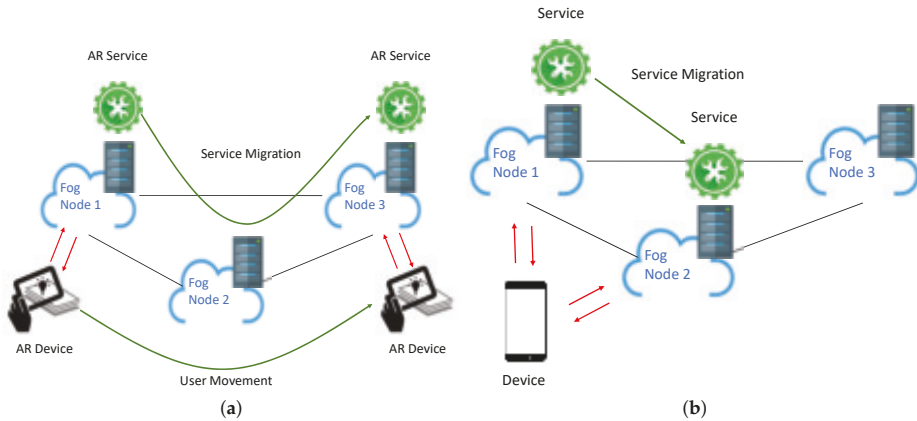 AR Service
AR Service
Service Migration
Fog
Node 1
Fog
Node 3
Fog
Node 2
AR Device
AR Device
User Movement
(a)
Service
Service Migration
Service
Fog
Node 1
Fog
Node 3
Fog
Node 2
Device
(b)